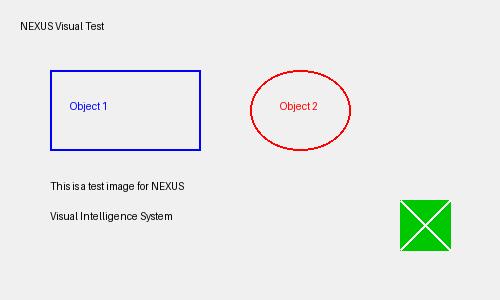 NEXUS Visual Test
Object 1
Object 2
This is a test image for NEXUS
Visual Intelligence System